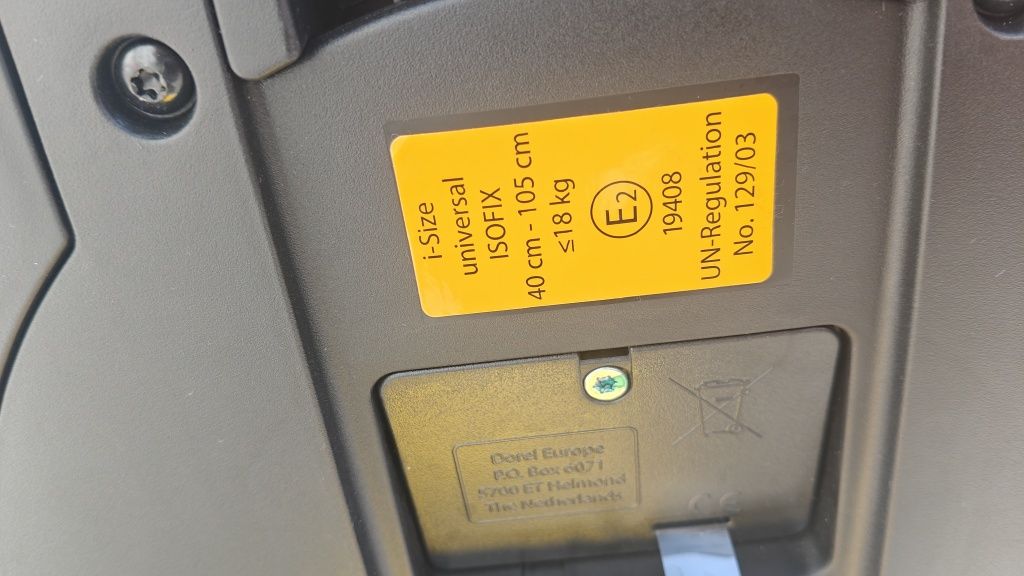 i-Size
universal
ISOFIX
40 cm - 105 cm
≤18 kg
E2
19408
UN-Regulation
No. 129/03
Dorel Europe
P.O. Box 6071
5700 ET Helmond
The Netherlands
CE